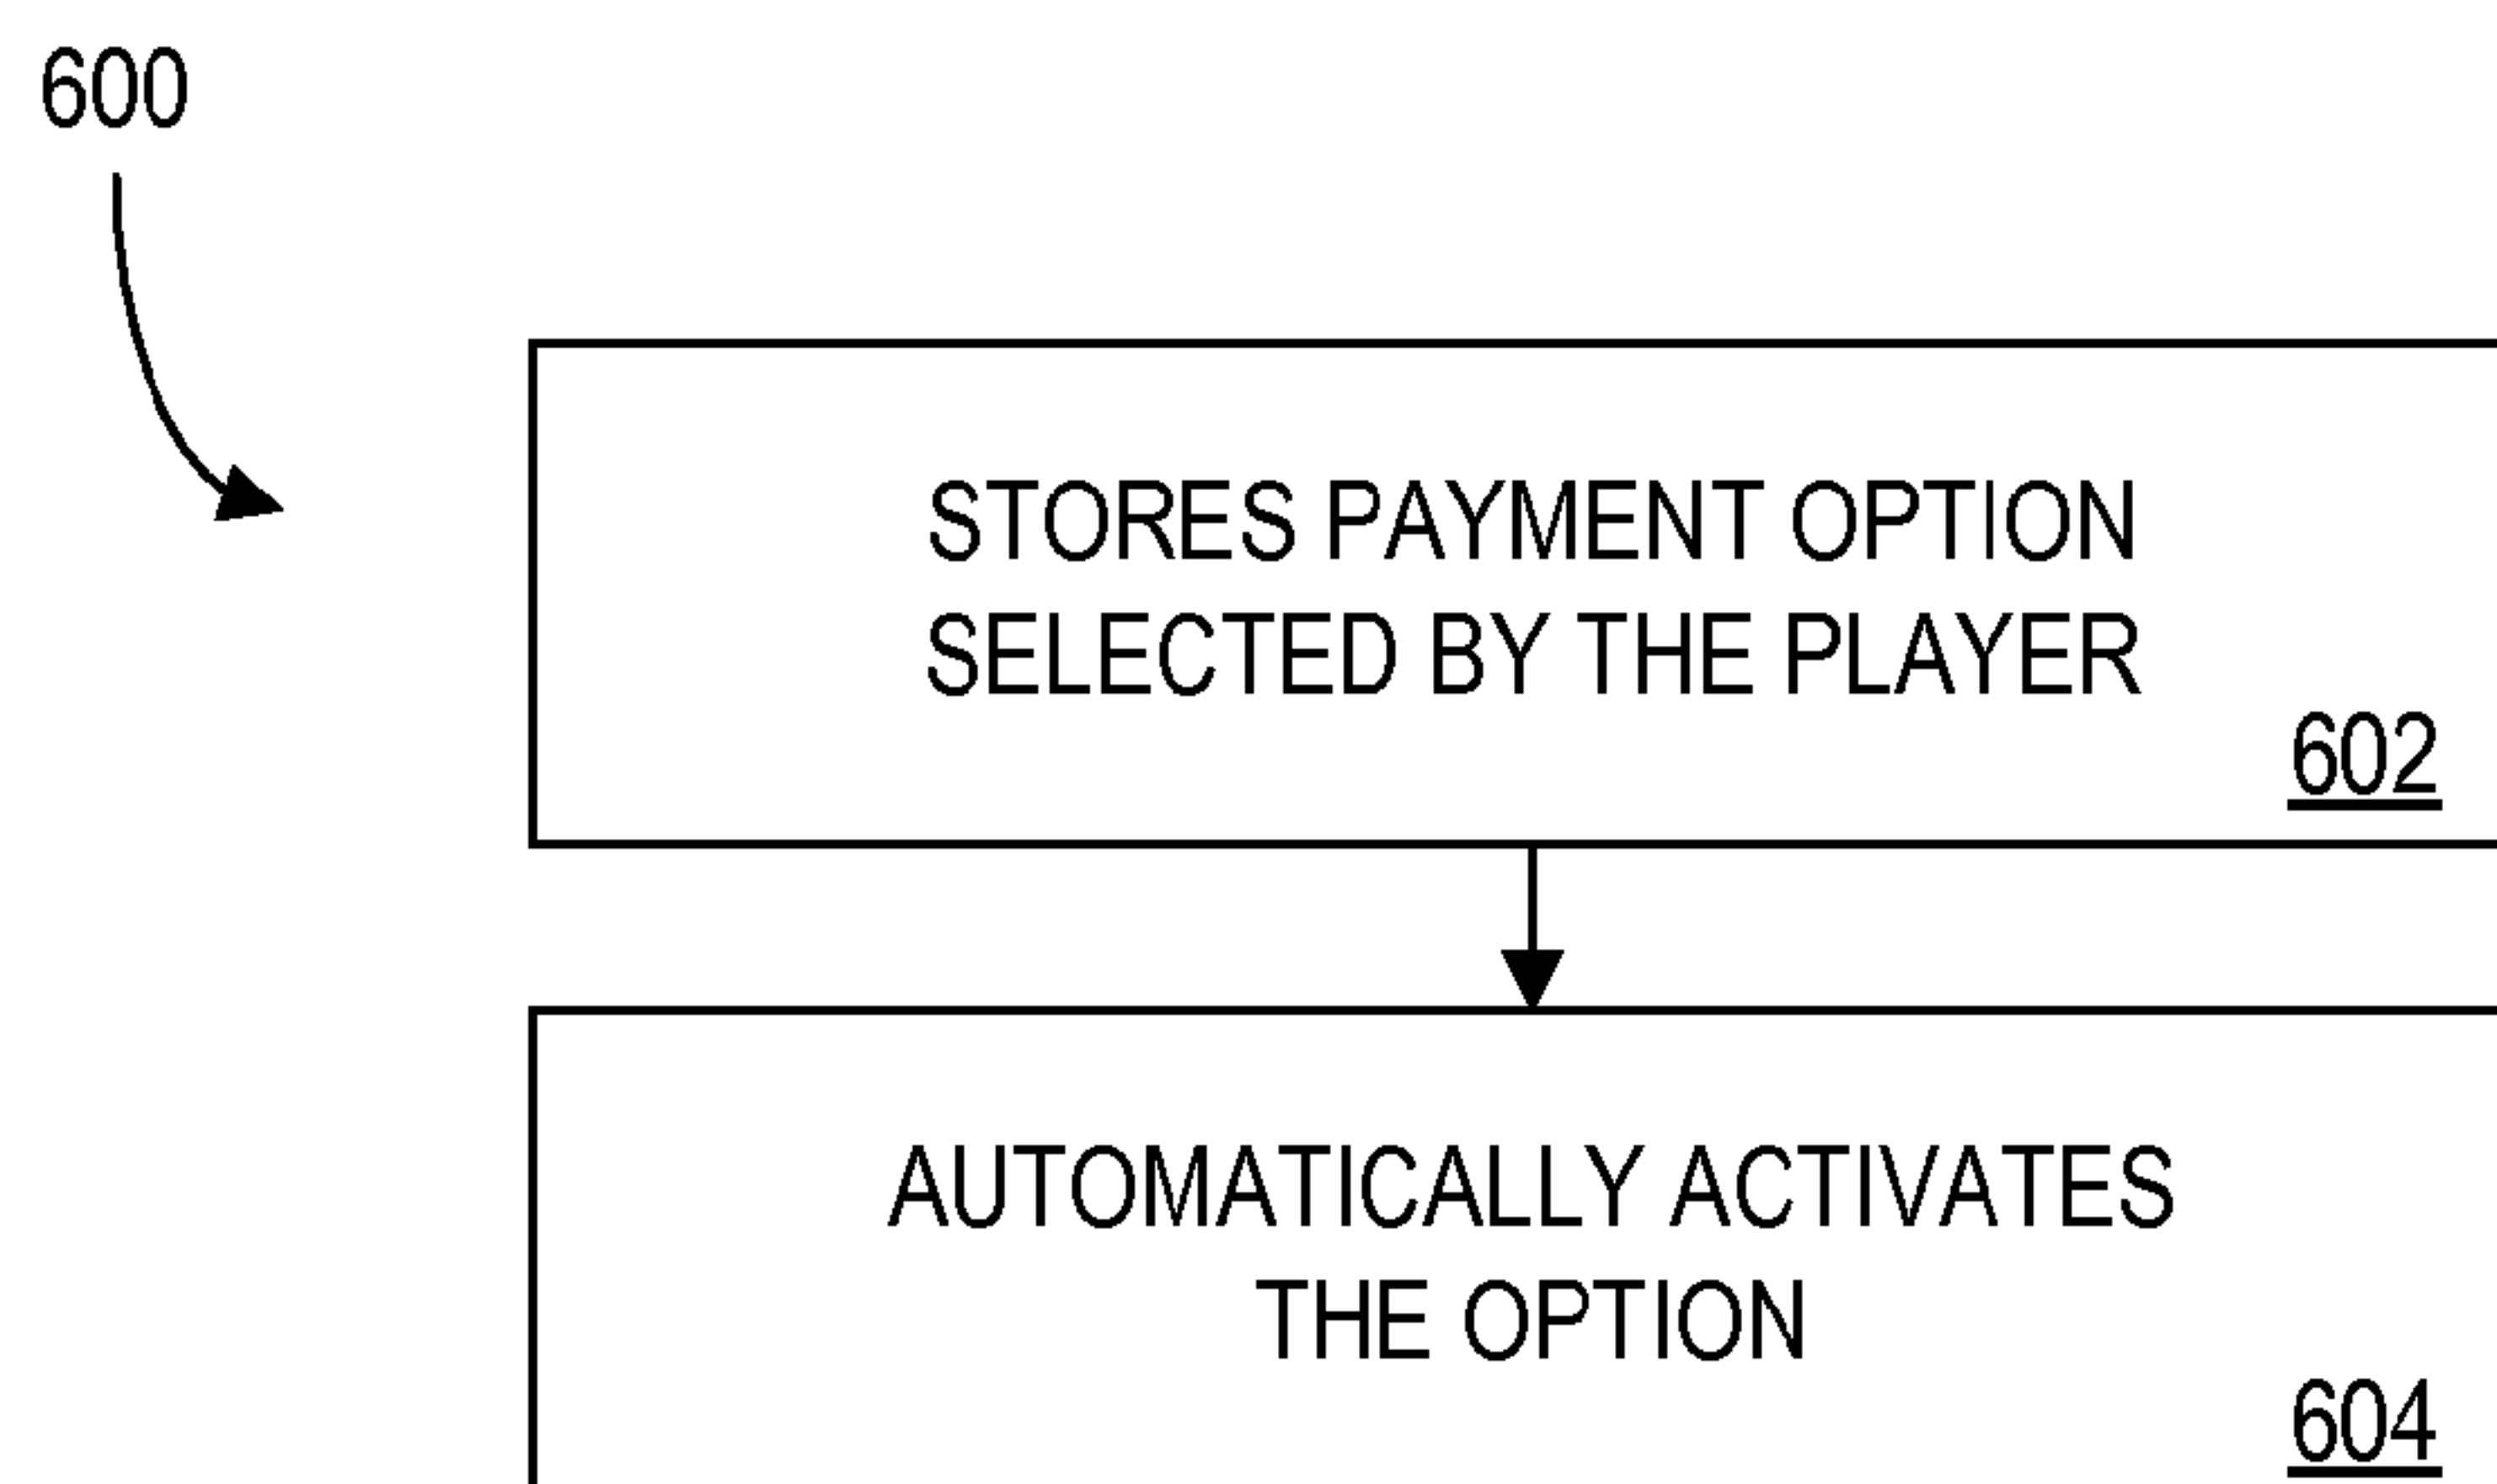 600
STORES PAYMENT OPTION
SELECTED BY THE PLAYER
602
AUTOMATICALLY ACTIVATES
THE OPTION
604